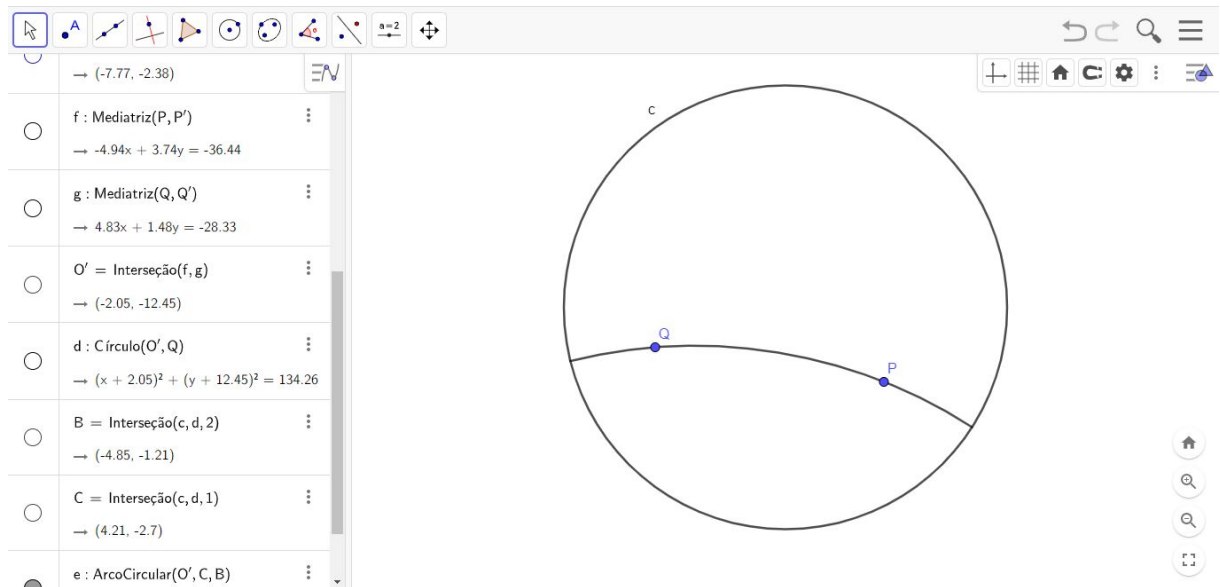 A
a=2
→ (-7.77, -2.38)
f : Mediatriz(P, P′)
→ -4.94x + 3.74y = -36.44
g : Mediatriz(Q, Q′)
→ 4.83x + 1.48y = -28.33
O′ = Interseção(f, g)
→ (-2.05, -12.45)
d : Círculo(O′, Q)
→ (x + 2.05)² + (y + 12.45)² = 134.26
B = Interseção(c, d, 2)
→ (-4.85, -1.21)
C = Interseção(c, d, 1)
→ (4.21, -2.7)
e : ArcoCircular(O′, C, B)
c
Q
P